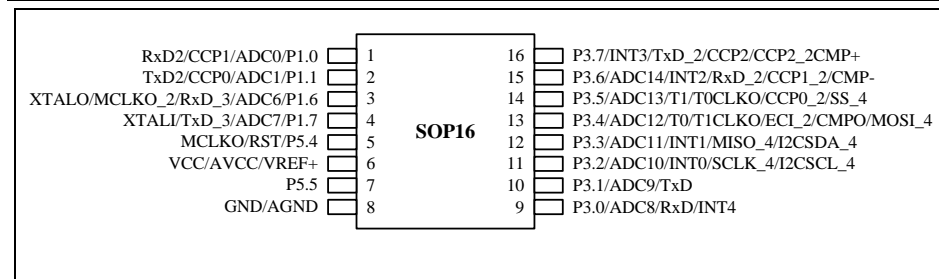 RxD2/CCP1/ADC0/P1.0 1 16 P3.7/INT3/TxD_2/CCP2/CCP2_2CMP+
TxD2/CCP0/ADC1/P1.1 2 15 P3.6/ADC14/INT2/RxD_2/CCP1_2/CMP-
XTALO/MCLKO_2/RxD_3/ADC6/P1.6 3 14 P3.5/ADC13/T1/T0CLKO/CCP0_2/SS_4
XTALI/TxD_3/ADC7/P1.7 4 13 P3.4/ADC12/T0/T1CLKO/ECI_2/CMPO/MOSI_4
SOP16
MCLKO/RST/P5.4 5 12 P3.3/ADC11/INT1/MISO_4/I2CSDA_4
VCC/AVCC/VREF+ 6 11 P3.2/ADC10/INT0/SCLK_4/I2CSCL_4
P5.5 7 10 P3.1/ADC9/TxD
GND/AGND 8 9 P3.0/ADC8/RxD/INT4